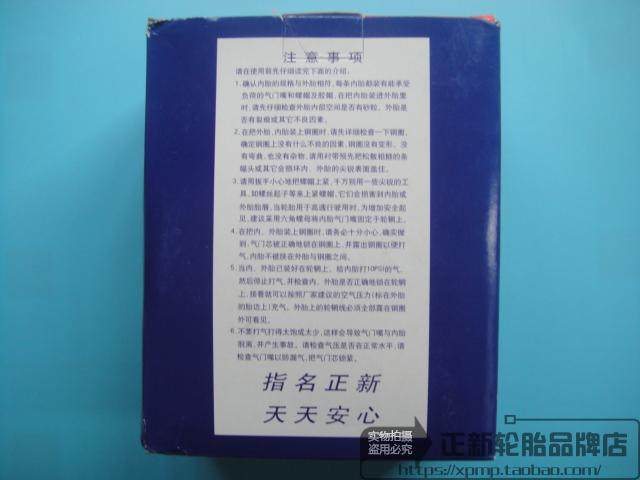 注意事项
请在使用前先仔细读完下面的介绍。
1.确认内胎的规格与外胎相符，每条内胎都装有能承受
负荷的气门嘴和螺帽及胶帽，在把内胎装进外胎里
时，请先仔细检查外胎内部空间是否有砂粒，外胎是
否有裂痕或其它不良因素。
2.在把外胎、内胎装上钢圈时，请先详细检查一下钢圈，
确定钢圈上没有什么不良的因素，钢圈没有变形、没
有弯曲，也没有杂物，请用衬带预先把松散粗糙的条
幅头或其它会损坏内、外胎的尖锐表面盖住。
3.请用扳手小心地把螺帽上紧，千万别用一些尖锐的工
具，如螺丝起子等来上紧螺帽，它们会损害到内胎或
外胎胎唇，当轮胎用于高速行驶用时，为增加安全起
见，建议采用六角螺母将内胎气门嘴固定于轮辋上。
4.在把内、外胎装上钢圈时，请务必十分小心，确实做
到，气门芯被正确地锁在钢圈上，并露出钢圈以便打
气，内胎不被挟在外胎与钢圈之间。
5.当内、外胎已装好在轮辋上，给内胎打10PSI的气，
然后停止打气，并检查内、外胎是否正确地锁在轮辋
上，接着就可以按照厂家建议的空气压力(标在外胎
的胎边上)充气。外胎上的轮辋线必须全部露在钢圈
外可看见。
6.不要打气打得太饱或太少，这样会导致气门嘴与内胎
脱离，并产生事故。请检查气压是否在正常水平，请
检查气门嘴以防漏气，把气门芯锁紧。
指名正新
天天安心
实物拍摄
盗用必究
正新轮胎品牌店
https://xpmp.taobao.com/